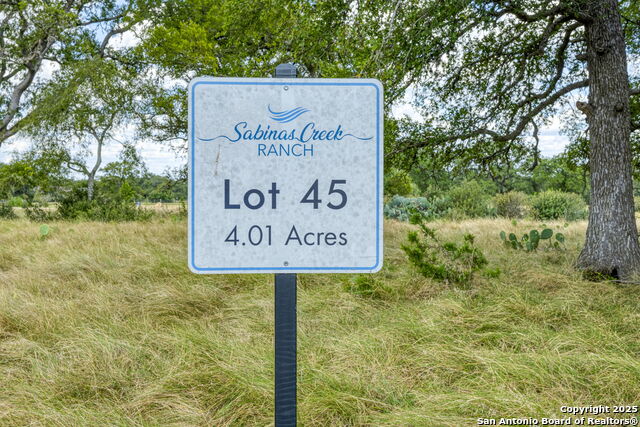 Sabinas Creek
RANCH
Lot 45
4.01 Acres
Copyright 2025
San Antonio Board of Realtors®